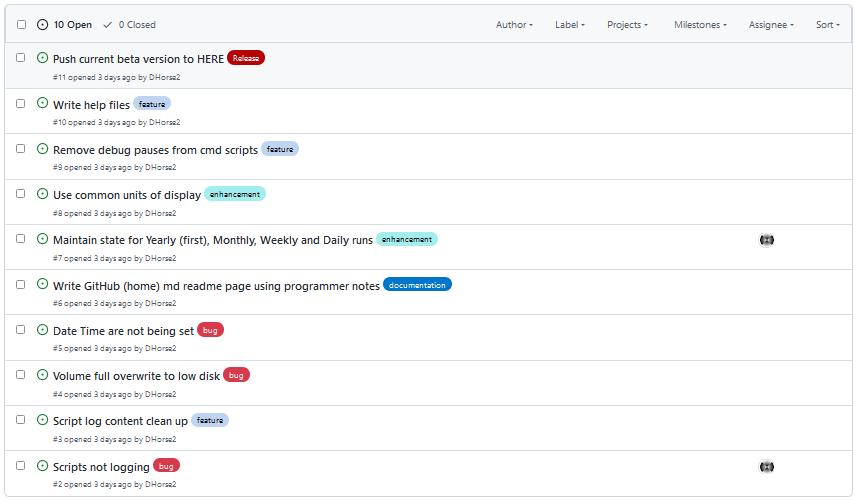 10 Open 0 Closed Author Label Projects Milestones Assignee Sort
Push current beta version to HERE Release
#11 opened 3 days ago by DHorse2
Write help files feature
#10 opened 3 days ago by DHorse2
Remove debug pauses from cmd scripts feature
#9 opened 3 days ago by DHorse2
Use common units of display enhancement
#8 opened 3 days ago by DHorse2
Maintain state for Yearly (first), Monthly, Weekly and Daily runs enhancement
#7 opened 3 days ago by DHorse2
Write GitHub (home) md readme page using programmer notes documentation
#6 opened 3 days ago by DHorse2
Date Time are not being set bug
#5 opened 3 days ago by DHorse2
Volume full overwrite to low disk bug
#4 opened 3 days ago by DHorse2
Script log content clean up feature
#3 opened 3 days ago by DHorse2
Scripts not logging bug
#2 opened 3 days ago by DHorse2